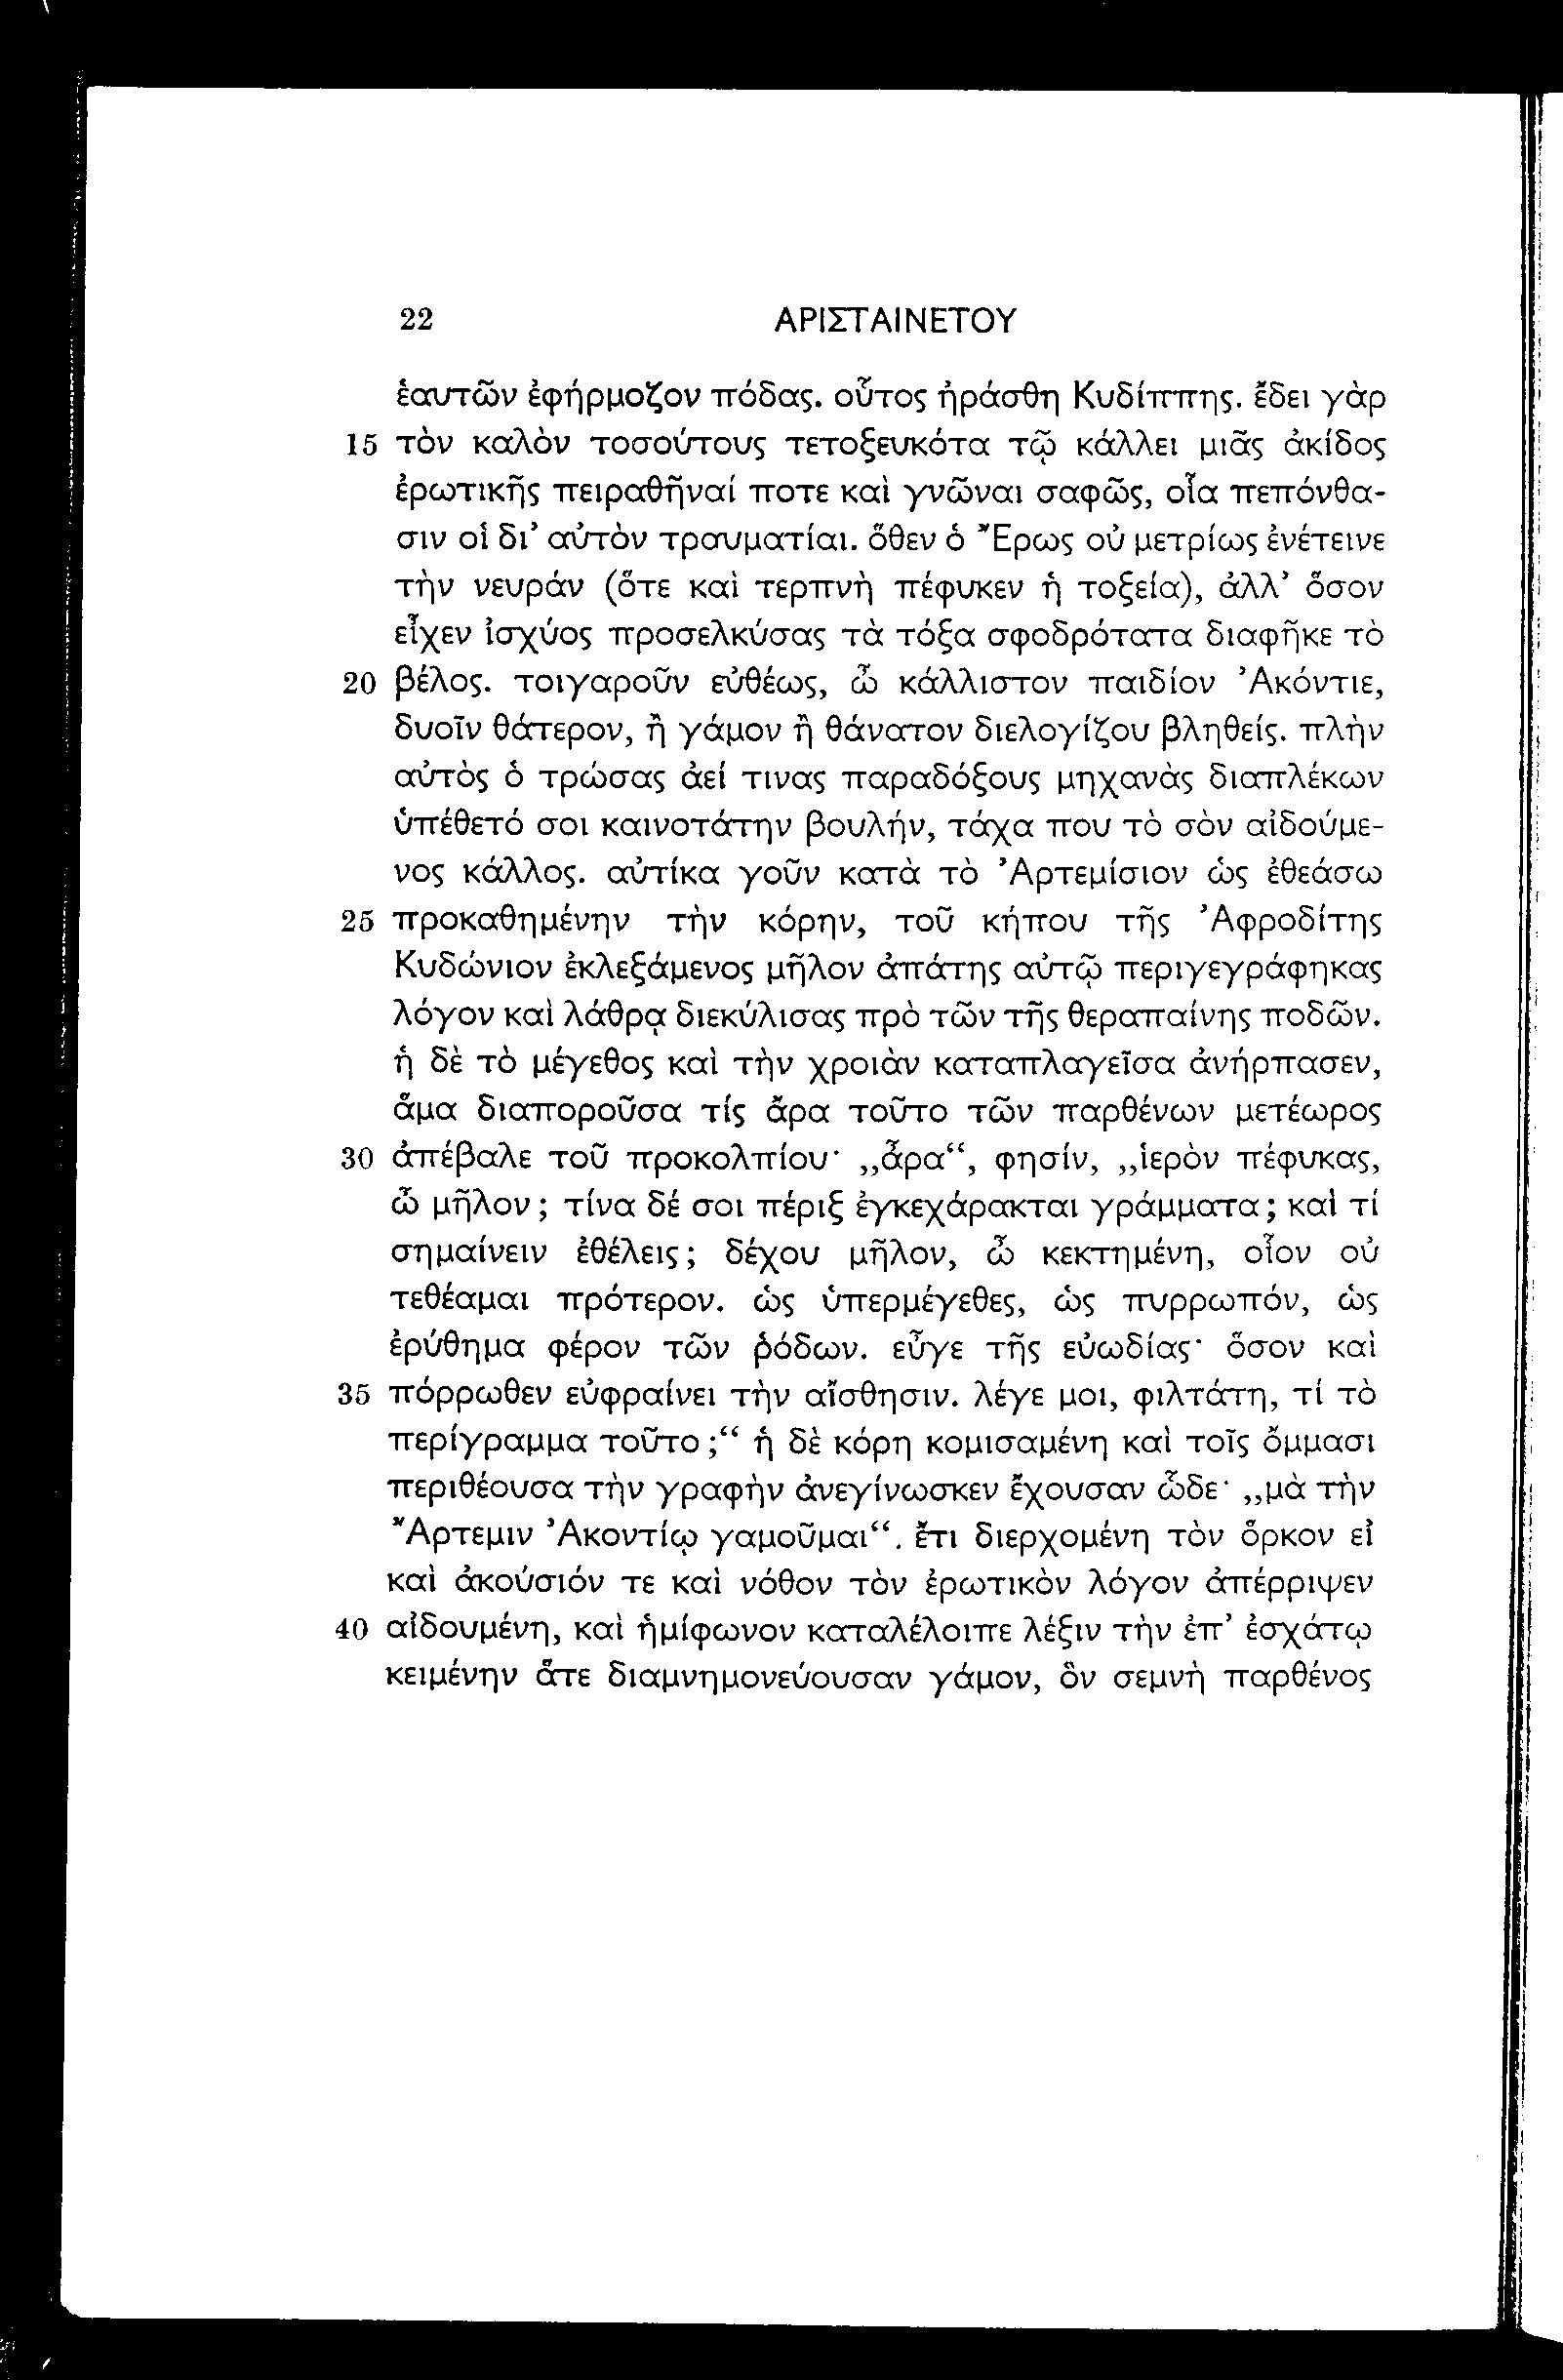 22 ΑΡΙΣΤΑΙΝΕΤΟΥ
ἑαυτῶν ἐφήρμοζον πόδας. οὗτος ἠράσθη Κυδίππης. ἔδει γὰρ
15 τὸν καλὸν τοσούτους τετοξευκότα τῷ κάλλει μιᾶς ἀκίδος
ἐρωτικῆς πειραθῆναί ποτε καὶ γνῶναι σαφῶς, οἷα πεπόνθα-
σιν οἱ δι’ αὐτὸν τραυματίαι. ὅθεν ὁ Ἔρως οὐ μετρίως ἐνέτεινε
τὴν νευράν (ὅτε καὶ τερπνὴ πέφυκεν ἡ τοξεία), ἀλλ’ ὅσον
εἶχεν ἰσχύος προσελκύσας τὰ τόξα σφοδρότατα διαφῆκε τὸ
20 βέλος. τοιγαροῦν εὐθέως, ὦ κάλλιστον παιδίον Ἀκόντιε,
δυοῖν θάτερον, ἢ γάμον ἢ θάνατον διελογίζου βληθείς. πλὴν
αὐτὸς ὁ τρώσας ἀεί τινας παραδόξους μηχανὰς διαπλέκων
ὑπέθετό σοι καινοτάτην βουλήν, τάχα που τὸ σὸν αἰδούμε-
νος κάλλος. αὐτίκα γοῦν κατὰ τὸ Ἀρτεμίσιον ὡς ἐθεάσω
25 προκαθημένην τὴν κόρην, τοῦ κήπου τῆς Ἀφροδίτης
Κυδώνιον ἐκλεξάμενος μῆλον ἀπάτης αὐτῷ περιγεγράφηκας
λόγον καὶ λάθρᾳ διεκύλισας πρὸ τῶν τῆς θεραπαίνης ποδῶν.
ἡ δὲ τὸ μέγεθος καὶ τὴν χροιὰν καταπλαγεῖσα ἀνήρπασεν,
ἅμα διαποροῦσα τίς ἄρα τοῦτο τῶν παρθένων μετέωρος
30 ἀπέβαλε τοῦ προκολπίου· „ἆρα“, φησίν, „ἱερὸν πέφυκας,
ὦ μῆλον; τίνα δέ σοι πέριξ ἐγκεχάρακται γράμματα; καὶ τί
σημαίνειν ἐθέλεις; δέχου μῆλον, ὦ κεκτημένη, οἷον οὐ
τεθέαμαι πρότερον. ὡς ὑπερμέγεθες, ὡς πυρρωπόν, ὡς
ἐρύθημα φέρον τῶν ῥόδων. εὖγε τῆς εὐωδίας· ὅσον καὶ
35 πόρρωθεν εὐφραίνει τὴν αἴσθησιν. λέγε μοι, φιλτάτη, τί τὸ
περίγραμμα τοῦτο;“ ἡ δὲ κόρη κομισαμένη καὶ τοῖς ὄμμασι
περιθέουσα τὴν γραφὴν ἀνεγίνωσκεν ἔχουσαν ὧδε· „μὰ τὴν
Ἄρτεμιν Ἀκοντίῳ γαμοῦμαι“. ἔτι διερχομένη τὸν ὅρκον εἰ
καὶ ἀκούσιόν τε καὶ νόθον τὸν ἐρωτικὸν λόγον ἀπέρριψεν
40 αἰδουμένη, καὶ ἡμίφωνον καταλέλοιπε λέξιν τὴν ἐπ’ ἐσχάτῳ
κειμένην ἅτε διαμνημονεύουσαν γάμον, ὃν σεμνὴ παρθένος